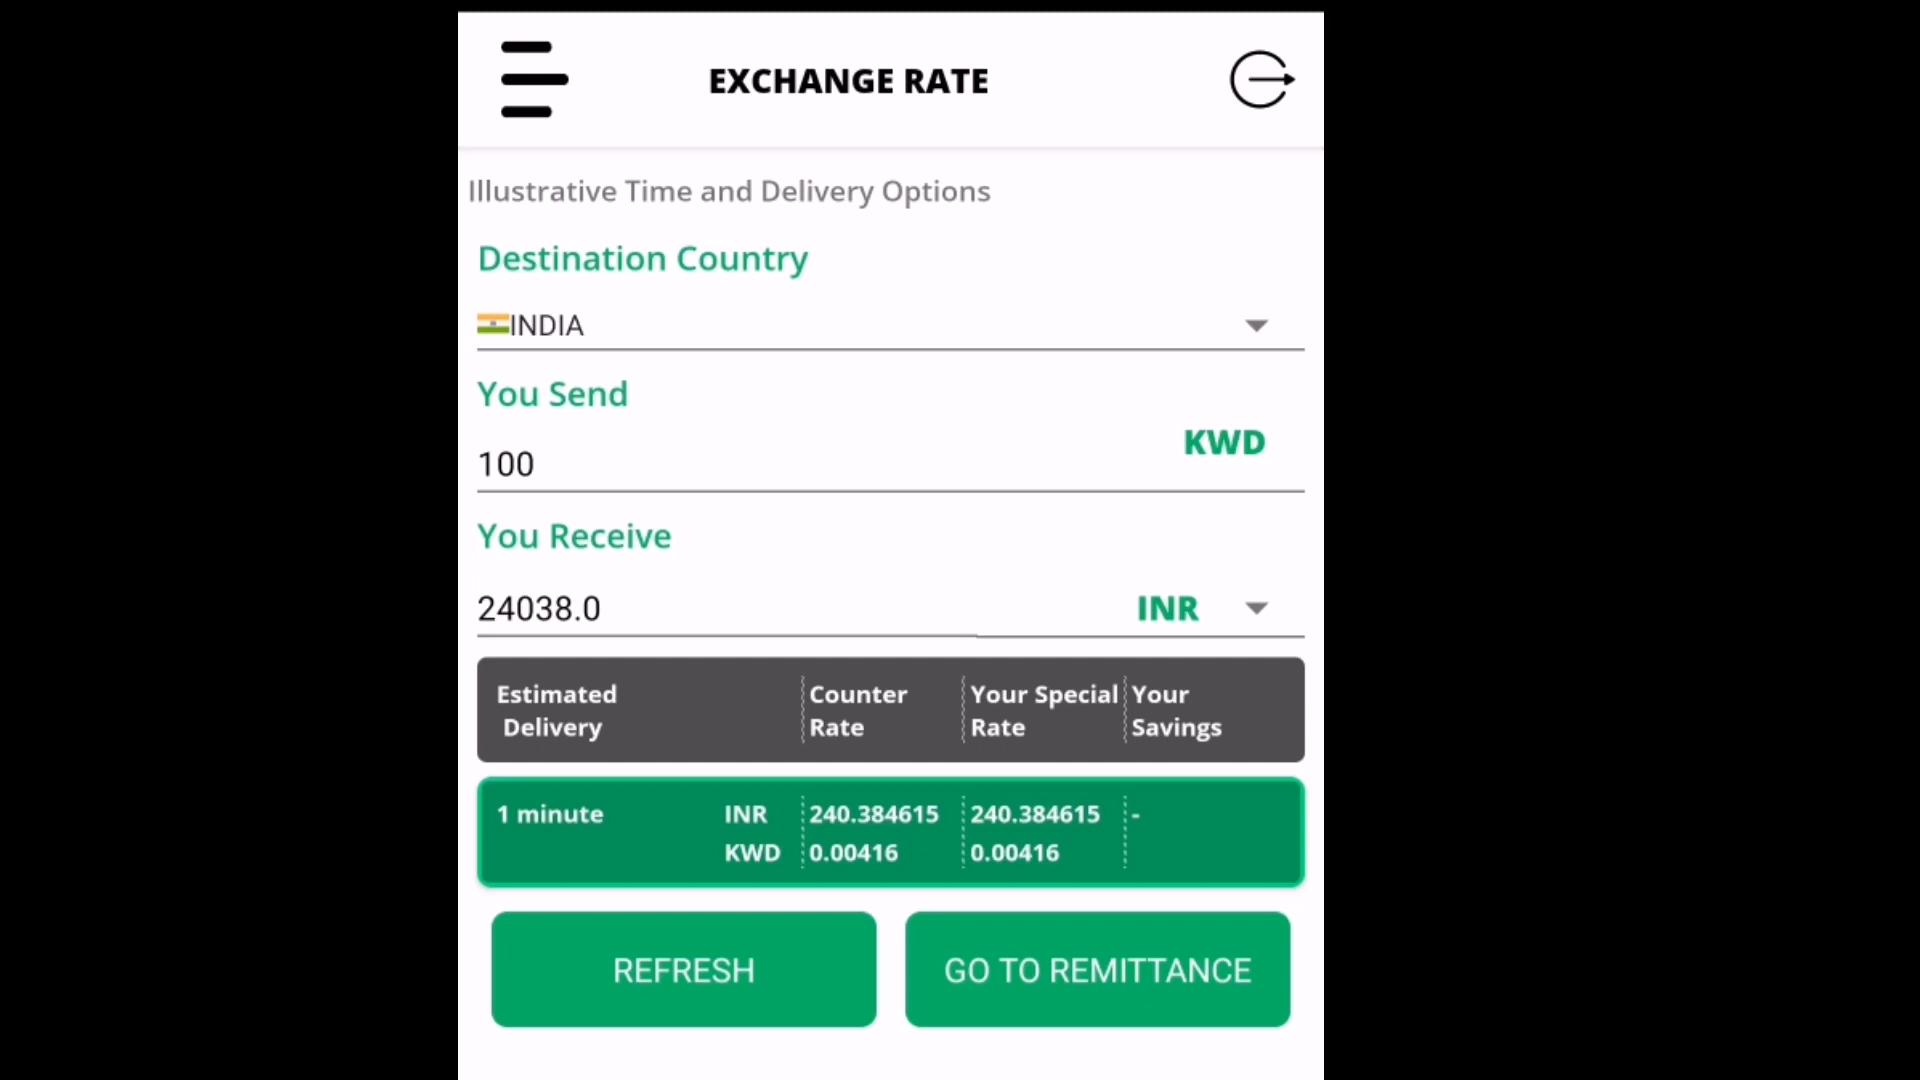 EXCHANGE RATE
Illustrative Time and Delivery Options
Destination Country
INDIA
You Send
100 KWD
You Receive
24038.0 INR
Estimated Delivery
Counter Rate
Your Special Rate
Your Savings
1 minute INR 240.384615 240.384615 -
KWD 0.00416 0.00416
REFRESH GO TO REMITTANCE